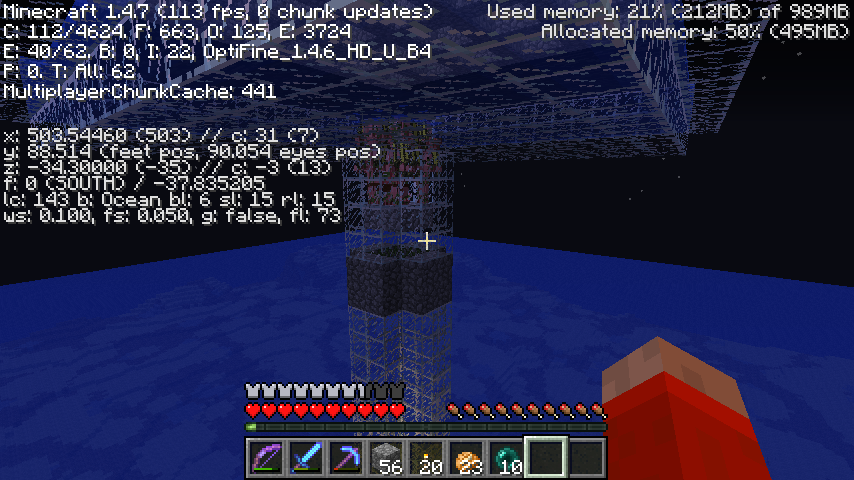 Minecraft 1.4.7 (113 fps, 0 chunk updates)
C: 112/4624, F: 663, O: 125, E: 3724
E: 40/62, B: 0, I: 22, OptiFine_1.4.6_HD_U_B4
P: 0. T: All: 62
MultiplayerChunkCache: 441
Used memory: 21% (212MB) of 989MB
Allocated memory: 50% (495MB)
x: 503.54460 (503) // c: 31 (7)
y: 88.514 (feet pos, 90.054 eyes pos)
z: -34.30000 (-35) // c: -3 (13)
f: 0 (SOUTH) / -37.835205
lc: 143 b: Ocean bl: 6 sl: 15 rl: 15
ws: 0.100, fs: 0.050, g: false, fl: 73
56 20 23 10